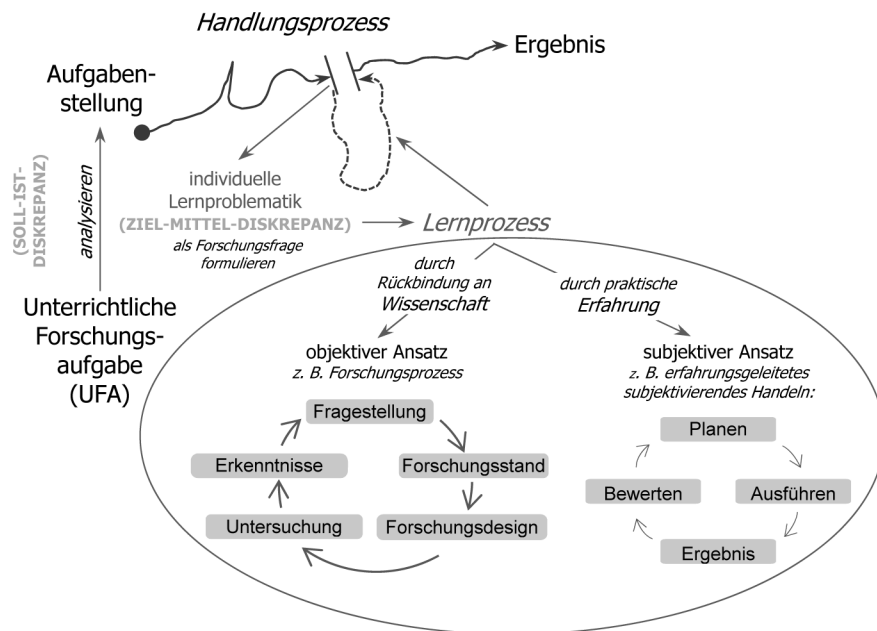 Handlungsprozess
Ergebnis
Aufgaben-
stellung
(SOLL-IST-
DISKREPANZ)
analysieren
individuelle
Lernproblematik
(ZIEL-MITTEL-DISKREPANZ)
als Forschungsfrage
formulieren
Lernprozess
Unterrichtliche
Forschungs-
aufgabe
(UFA)
durch
Rückbindung an
Wissenschaft
durch praktische
Erfahrung
objektiver Ansatz
z. B. Forschungsprozess
Fragestellung
Erkenntnisse
Forschungsstand
Untersuchung
Forschungsdesign
subjektiver Ansatz
z. B. erfahrungsgeleitetes
subjektivierendes Handeln:
Planen
Bewerten
Ausführen
Ergebnis